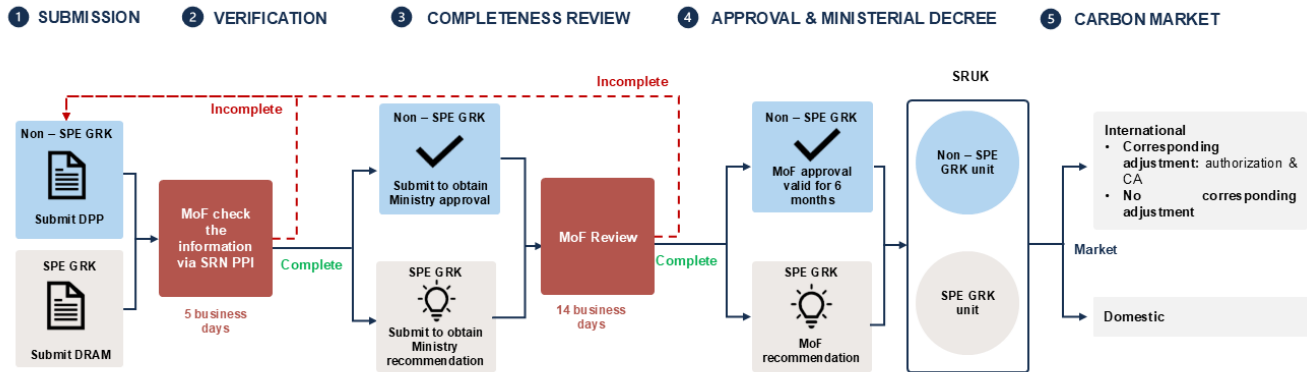 1 SUBMISSION
2 VERIFICATION
3 COMPLETENESS REVIEW
4 APPROVAL & MINISTERIAL DECREE
5 CARBON MARKET
Non – SPE GRK
Submit DPP
SPE GRK
Submit DRAM
Incomplete
MoF check
the
information
via SRN PPI
5 business
days
Complete
Non – SPE GRK
Submit to obtain
Ministry approval
SPE GRK
Submit to obtain
Ministry
recommendation
Incomplete
MoF Review
14 business
days
Complete
Non – SPE GRK
MoF approval
valid for 6
months
SPE GRK
MoF
recommendation
SRUK
Non – SPE
GRK unit
SPE GRK
unit
Market
International
• Corresponding
adjustment: authorization &
CA
• No corresponding
adjustment
Domestic